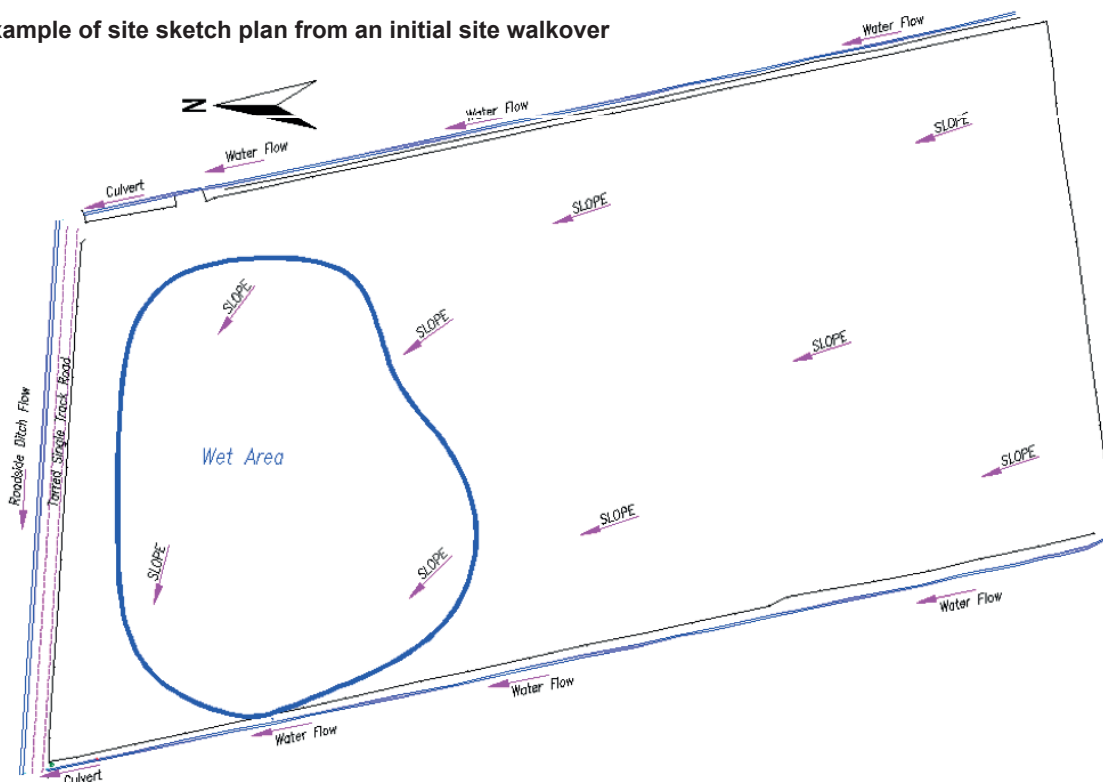 xample of site sketch plan from an initial site walkover
Water Flow
N
Water Flow
SLOPE
Water Flow
Culvert
SLOPE
SLOPE
SLOPE
SLOPE
Roadside Ditch Flow
Tarred Single Track Road
Wet Area
SLOPE
SLOPE
SLOPE
SLOPE
Water Flow
Water Flow
Water Flow
Culvert
SLOPE